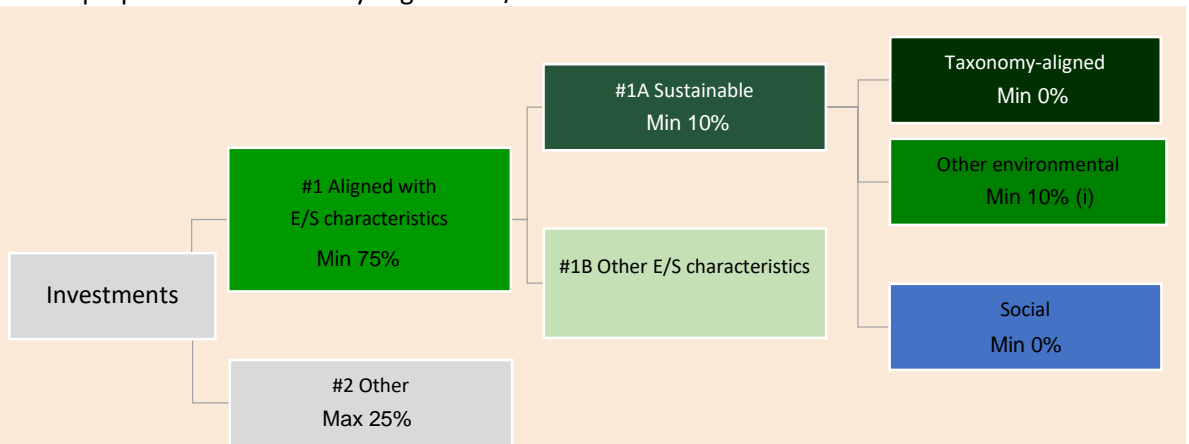 Investments
#1 Aligned with
E/S characteristics
Min 75%
#2 Other
Max 25%
#1A Sustainable
Min 10%
#1B Other E/S characteristics
Taxonomy-aligned
Min 0%
Other environmental
Min 10% (i)
Social
Min 0%